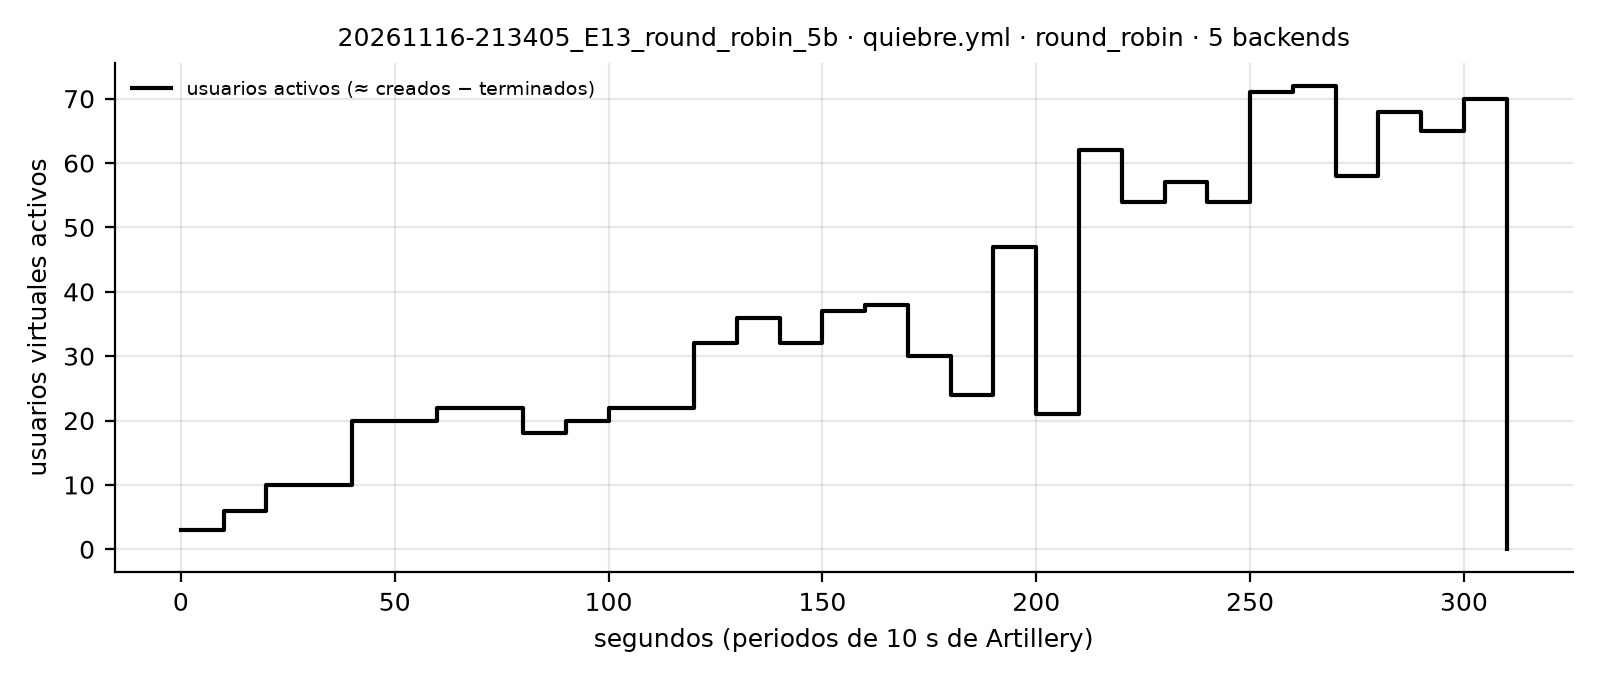 20261116-213405_E13_round_robin_5b · quiebre.yml · round_robin · 5 backends
usuarios activos (≈ creados − terminados)
usuarios virtuales activos
70
60
50
40
30
20
10
0
0 50 100 150 200 250 300
segundos (periodos de 10 s de Artillery)